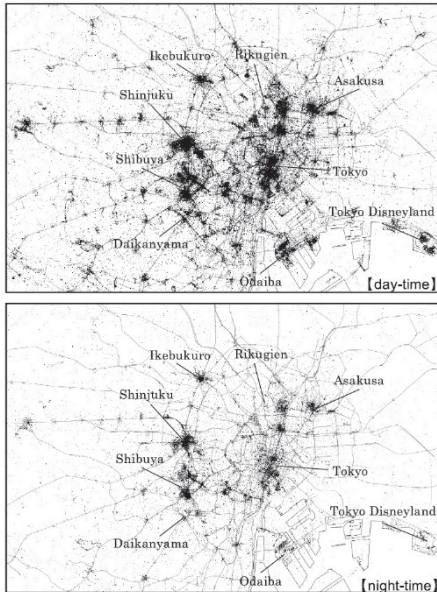 Ikebukuro
Rikugien
Shinjuku
Asakusa
Shibuya
Tokyo
Tokyo Disneyland
Daikanyama
Odaiba
【day-time】
Ikebukuro
Rikugien
Shinjuku
Asakusa
Shibuya
Tokyo
Tokyo Disneyland
Daikanyama
Odaiba
【night-time】